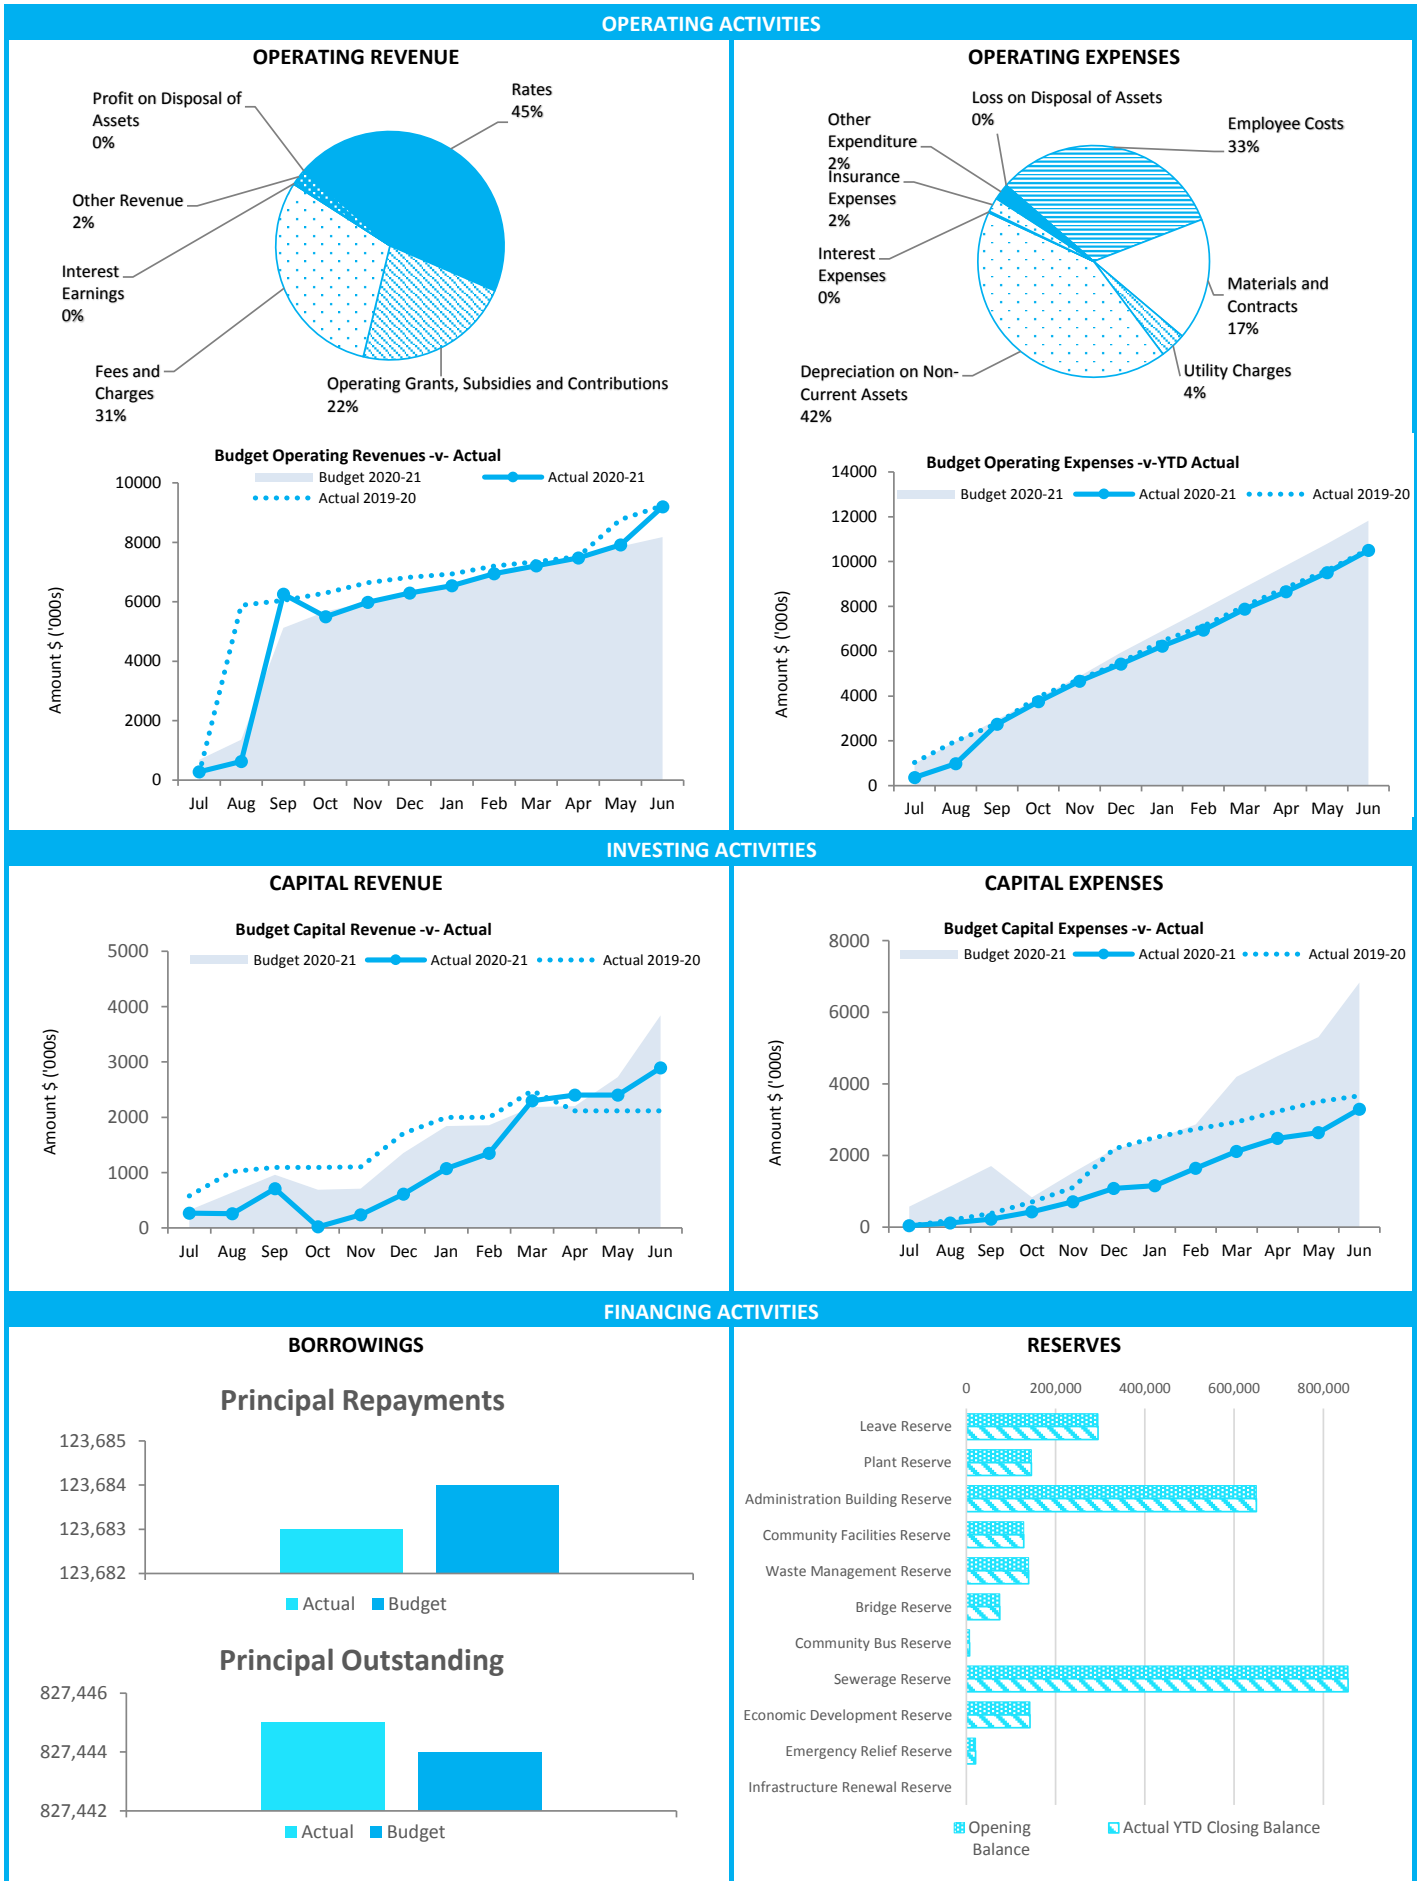 OPERATING ACTIVITIES
OPERATING REVENUE
Profit on Disposal of
Assets
0%
Rates
45%
Other Revenue
2%
Interest
Earnings
0%
Fees and
Charges
31%
Operating Grants, Subsidies and Contributions
22%
OPERATING EXPENSES
Loss on Disposal of Assets
0%
Other
Expenditure
2%
Employee Costs
33%
Insurance
Expenses
2%
Interest
Expenses
0%
Materials and
Contracts
17%
Depreciation on Non-
Current Assets
42%
Utility Charges
4%
Budget Operating Revenues -v- Actual
Budget 2020-21
Actual 2020-21
Actual 2019-20
Amount $ ('000s)
10000
8000
6000
4000
2000
0
Jul Aug Sep Oct Nov Dec Jan Feb Mar Apr May Jun
Budget Operating Expenses -v-YTD Actual
Budget 2020-21 Actual 2020-21 Actual 2019-20
Amount $ ('000s)
14000
12000
10000
8000
6000
4000
2000
0
Jul Aug Sep Oct Nov Dec Jan Feb Mar Apr May Jun
INVESTING ACTIVITIES
CAPITAL REVENUE
Budget Capital Revenue -v- Actual
Budget 2020-21 Actual 2020-21 Actual 2019-20
Amount $ ('000s)
5000
4000
3000
2000
1000
0
Jul Aug Sep Oct Nov Dec Jan Feb Mar Apr May Jun
CAPITAL EXPENSES
Budget Capital Expenses -v- Actual
Budget 2020-21 Actual 2020-21 Actual 2019-20
Amount $ ('000s)
8000
6000
4000
2000
0
Jul Aug Sep Oct Nov Dec Jan Feb Mar Apr May Jun
FINANCING ACTIVITIES
BORROWINGS
Principal Repayments
123,685
123,684
123,683
123,682
Actual Budget
Principal Outstanding
827,446
827,444
827,442
Actual Budget
RESERVES
0 200,000 400,000 600,000 800,000
Leave Reserve
Plant Reserve
Administration Building Reserve
Community Facilities Reserve
Waste Management Reserve
Bridge Reserve
Community Bus Reserve
Sewerage Reserve
Economic Development Reserve
Emergency Relief Reserve
Infrastructure Renewal Reserve
Opening
Balance
Actual YTD Closing Balance